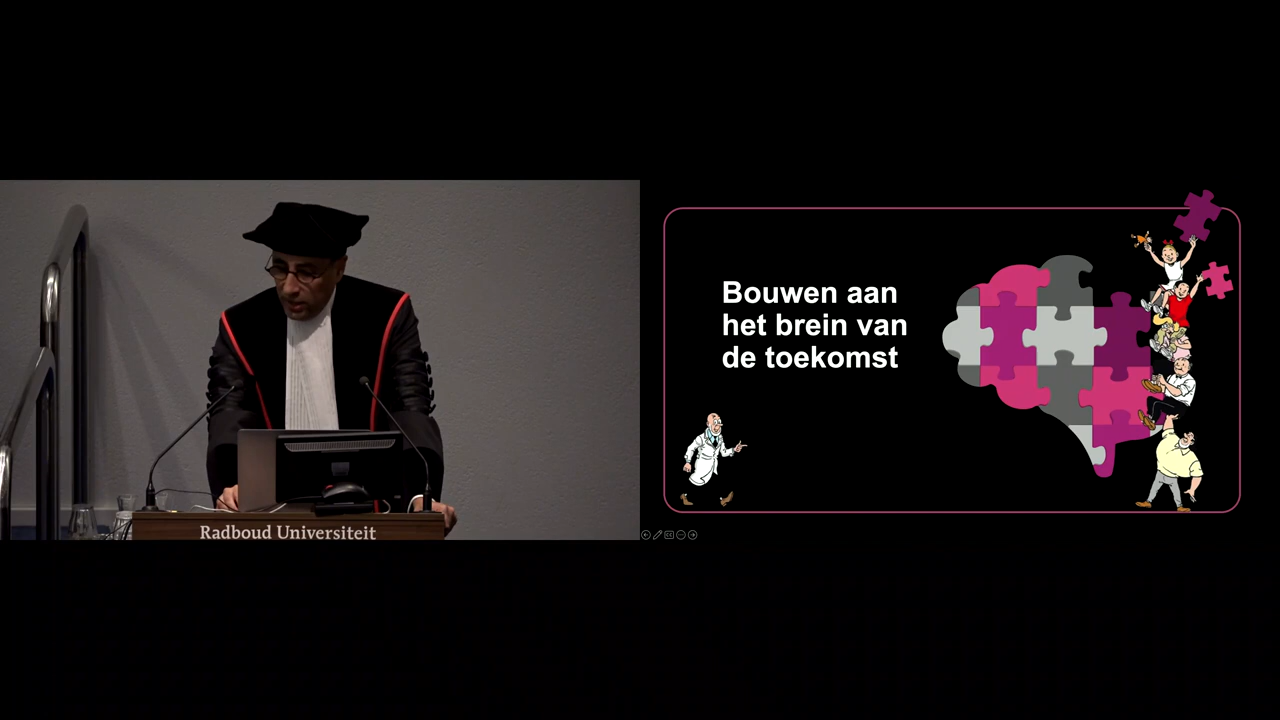 Radboud Universiteit
Bouwen aan
het brein van
de toekomst